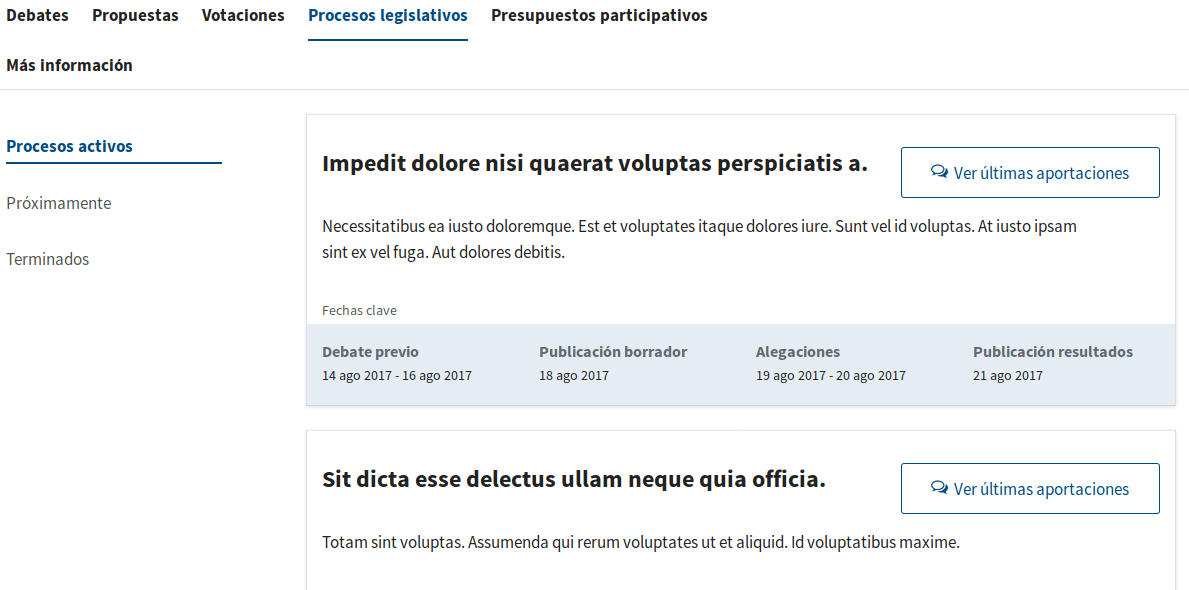 Debates Propuestas Votaciones Procesos legislativos Presupuestos participativos
Más información
Procesos activos
Próximamente
Terminados
Impedit dolore nisi quaerat voluptas perspiciatis a.
Ver últimas aportaciones
Necessitatibus ea iusto doloremque. Est et voluptates itaque dolores iure. Sunt vel id voluptas. At iusto ipsam
sint ex vel fuga. Aut dolores debitis.
Fechas clave
Debate previo Publicación borrador Alegaciones Publicación resultados
14 ago 2017 - 16 ago 2017 18 ago 2017 19 ago 2017 - 20 ago 2017 21 ago 2017
Sit dicta esse delectus ullam neque quia officia.
Ver últimas aportaciones
Totam sint voluptas. Assumenda qui rerum voluptates ut et aliquid. Id voluptatibus maxime.